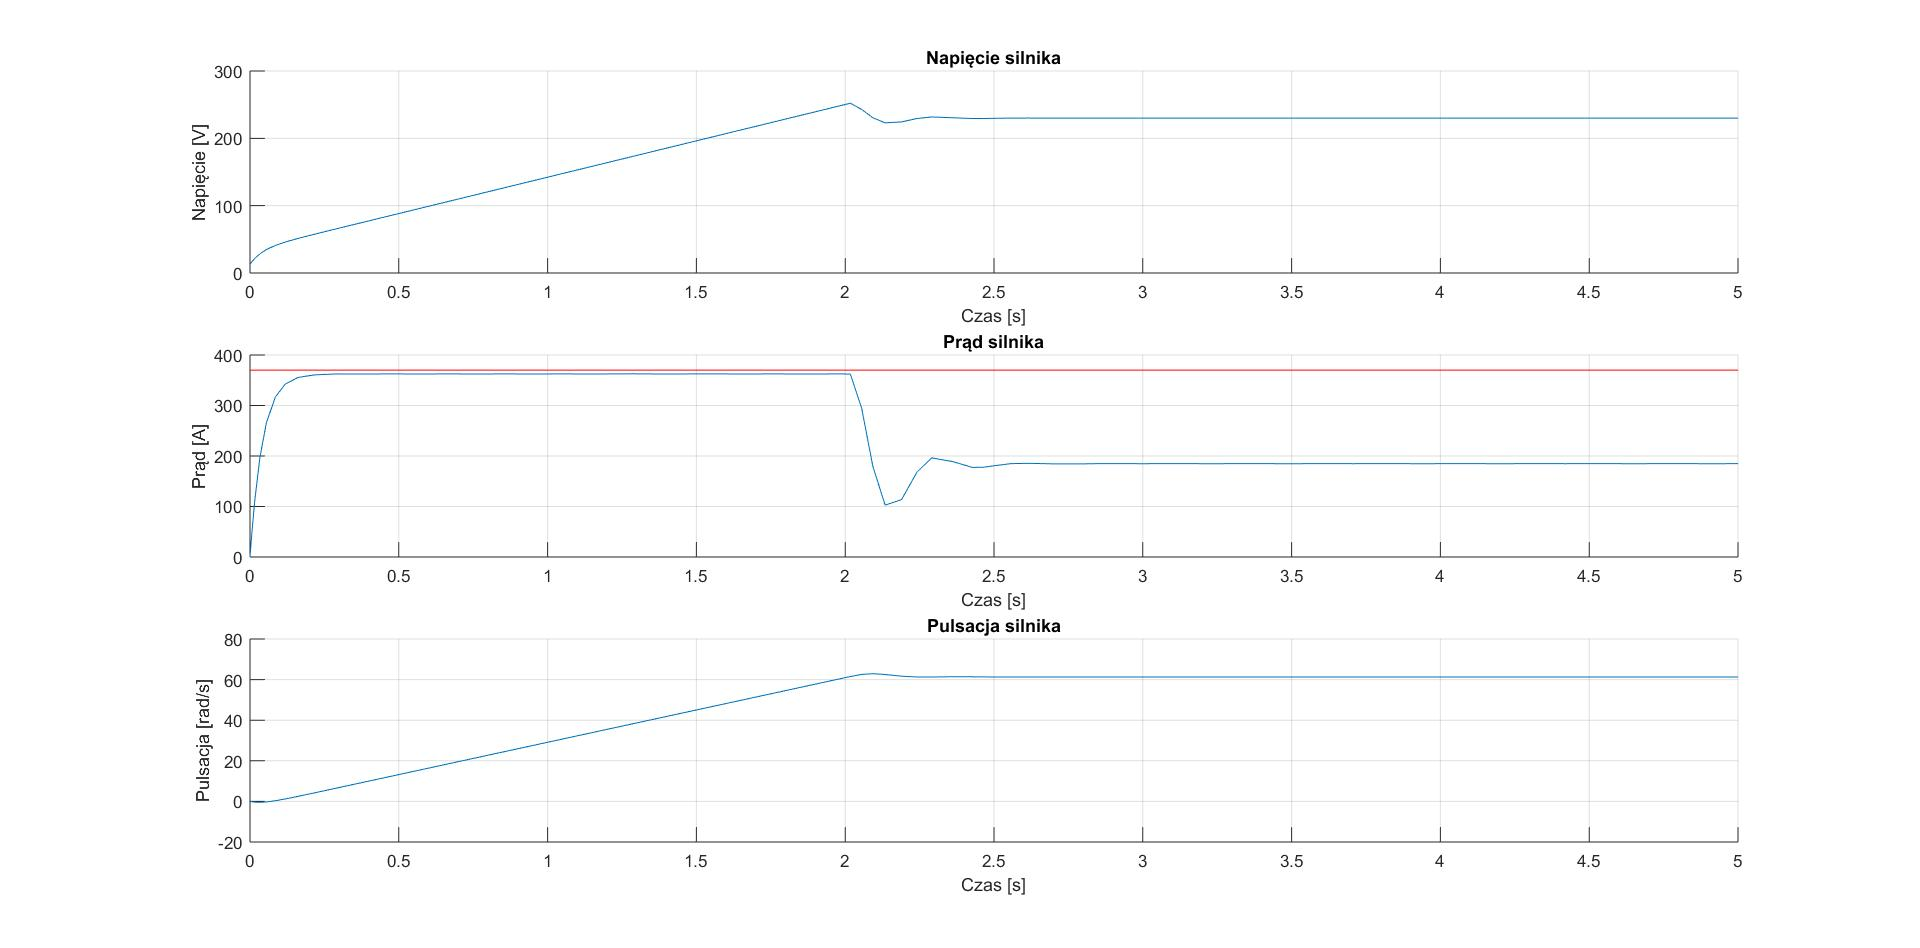 Napięcie silnika
300
200
100
0
Napięcie [V]
0 0.5 1 1.5 2 2.5 3 3.5 4 4.5 5
Czas [s]
Prąd silnika
400
300
200
100
0
Prąd [A]
0 0.5 1 1.5 2 2.5 3 3.5 4 4.5 5
Czas [s]
Pulsacja silnika
80
60
40
20
0
-20
Pulsacja [rad/s]
0 0.5 1 1.5 2 2.5 3 3.5 4 4.5 5
Czas [s]